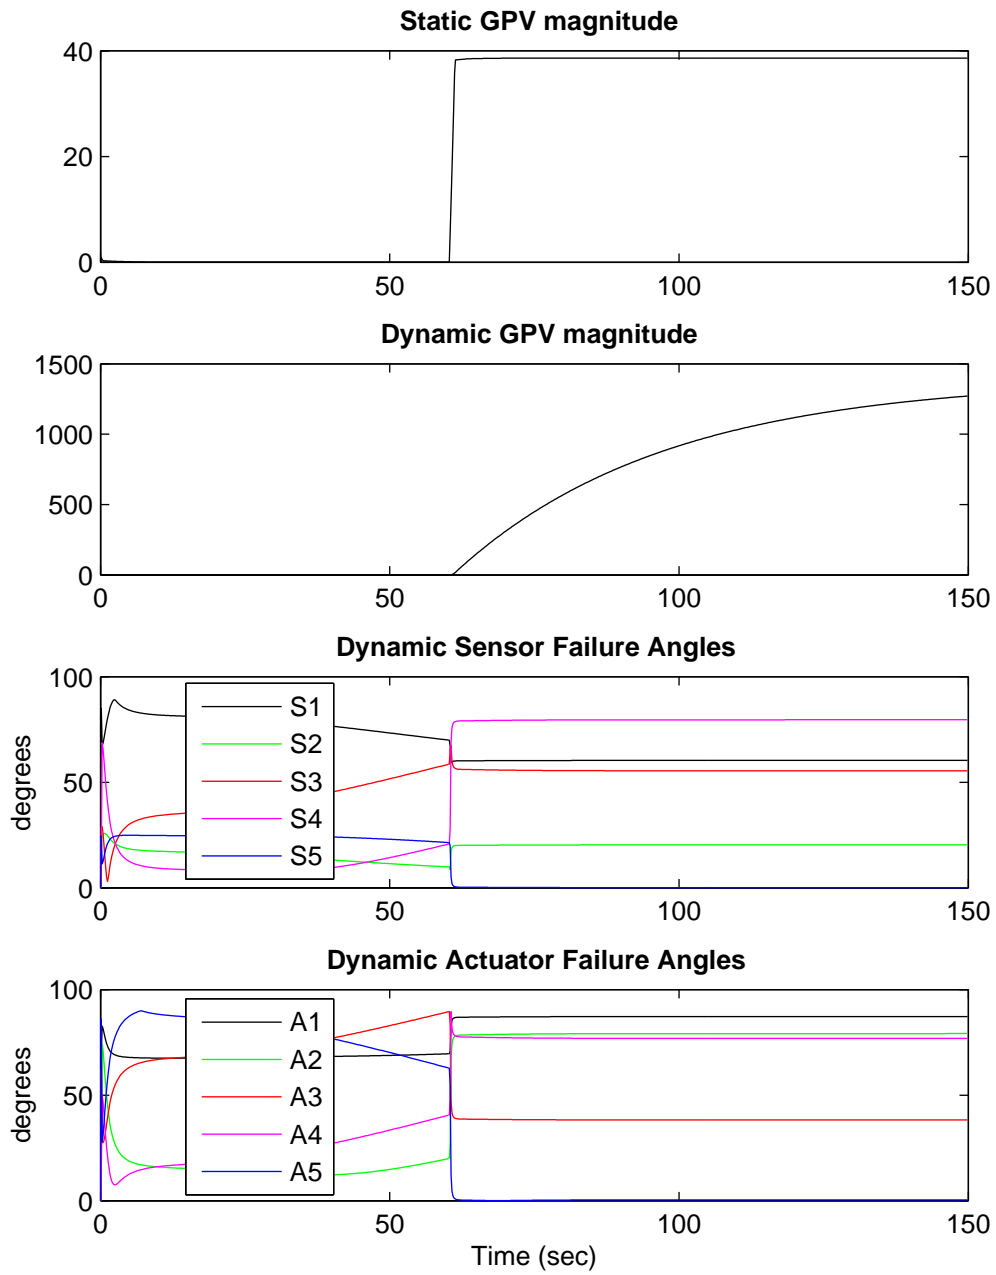 Static GPV magnitude
40
20
0
0 50 100 150
Dynamic GPV magnitude
1500
1000
500
0
0 50 100 150
Dynamic Sensor Failure Angles
100
50
0
degrees
S1
S2
S3
S4
S5
0 50 100 150
Dynamic Actuator Failure Angles
100
50
0
degrees
A1
A2
A3
A4
A5
0 50 100 150
Time (sec)